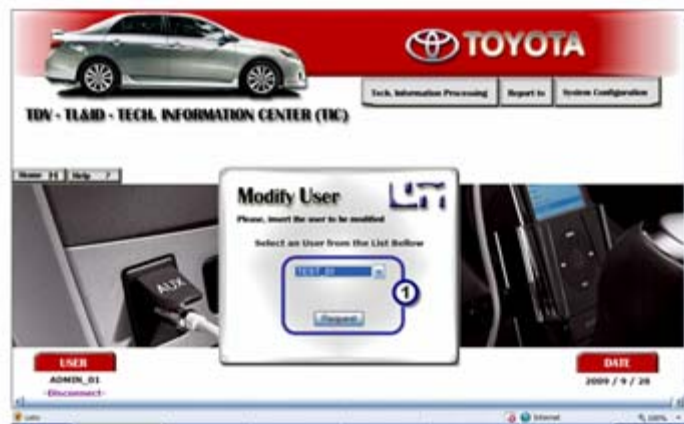 TOYOTA
Tech. Information Processing
Report to
System Configuration
TDV - TL&ID - TECH. INFORMATION CENTER (TIC)
Home H
Help ?
Modify User
Please, insert the user to be modified
Select an User from the List Bellow
TEST_01
1
Request
AUX
USER
ADMIN_01
-Disconnect-
DATE
2009 / 9 / 28
Internet
100%